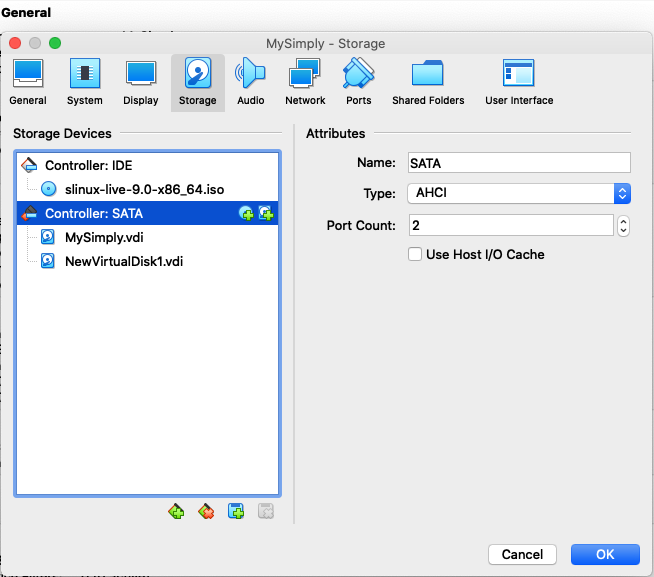 General
MySimply - Storage
General
System
Display
Storage
Audio
Network
Ports
Shared Folders
User Interface
Storage Devices
Controller: IDE
slinux-live-9.0-x86_64.iso
Controller: SATA
MySimply.vdi
NewVirtualDisk1.vdi
Attributes
Name: SATA
Type: AHCI
Port Count: 2
Use Host I/O Cache
Cancel
OK